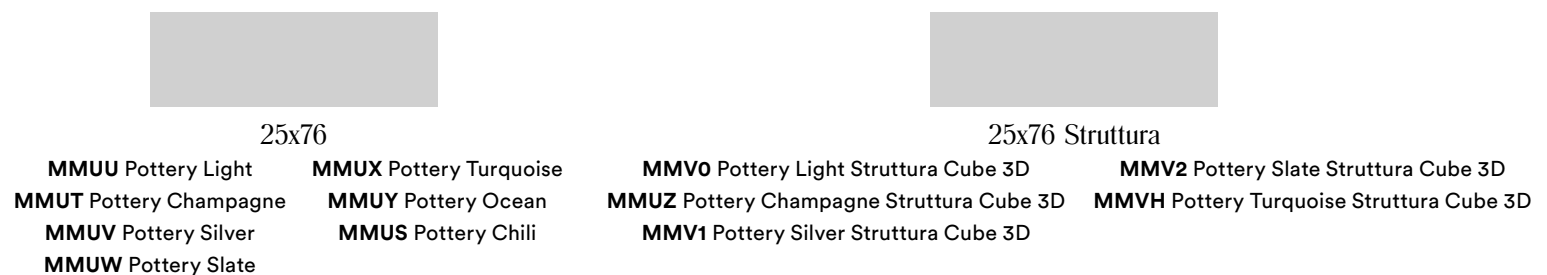 25x76
MMUU Pottery Light
MMUT Pottery Champagne
MMUV Pottery Silver
MMUW Pottery Slate
MMUX Pottery Turquoise
MMUY Pottery Ocean
MMUS Pottery Chili
25x76 Struttura
MMV0 Pottery Light Struttura Cube 3D
MMUZ Pottery Champagne Struttura Cube 3D
MMV1 Pottery Silver Struttura Cube 3D
MMV2 Pottery Slate Struttura Cube 3D
MMVH Pottery Turquoise Struttura Cube 3D